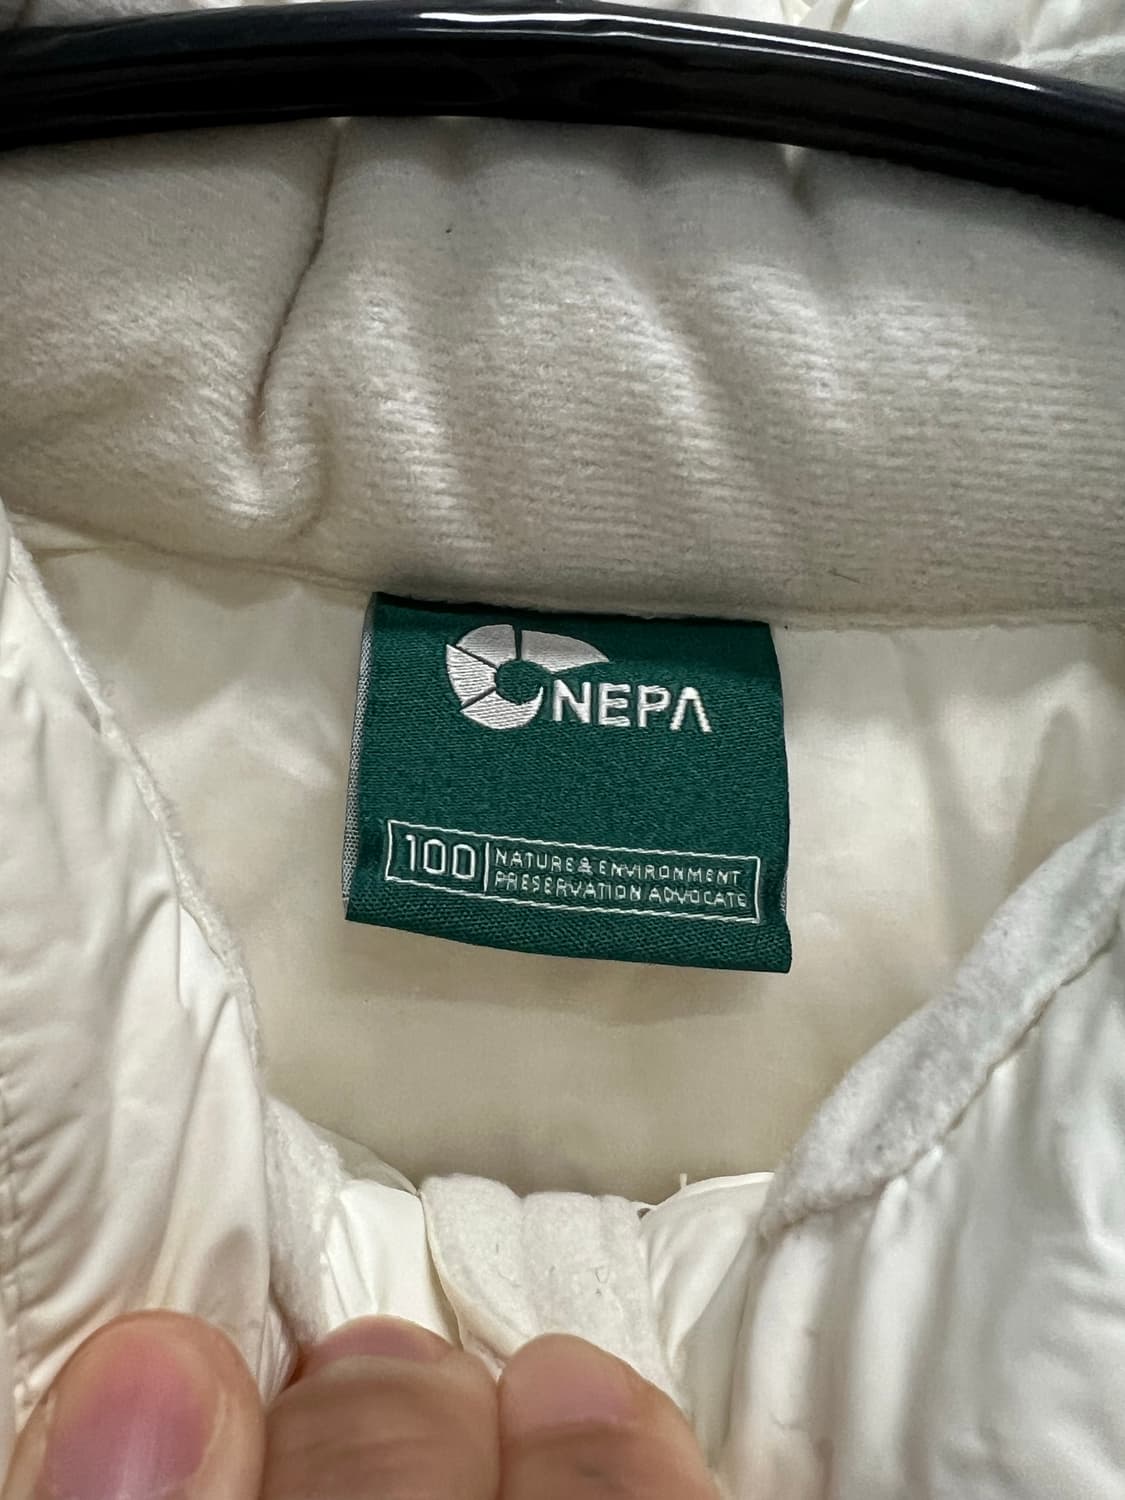 NEPA
100
NATURE & ENVIRONMENT
PRESERVATION ADVOCATE